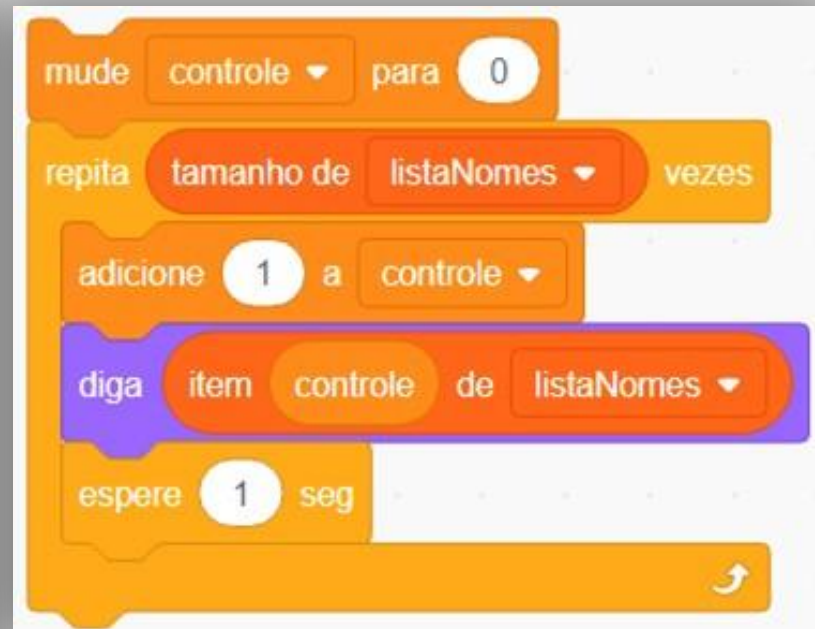 mude controle para 0
repita tamanho de listaNomes vezes
adicione 1 a controle
diga item controle de listaNomes
espere 1 seg